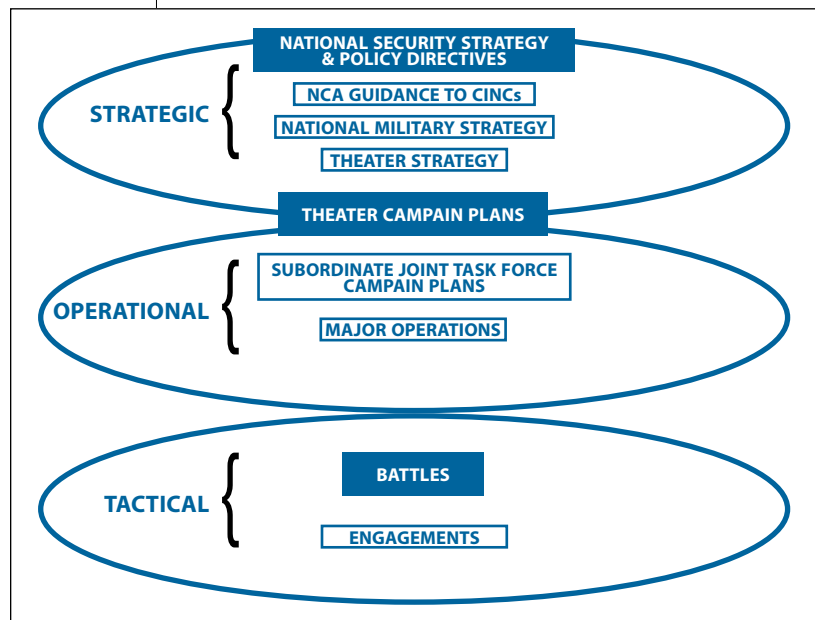 NATIONAL SECURITY STRATEGY
& POLICY DIRECTIVES
STRATEGIC
NCA GUIDANCE TO CINCs
NATIONAL MILITARY STRATEGY
THEATER STRATEGY
THEATER CAMPAIN PLANS
OPERATIONAL
SUBORDINATE JOINT TASK FORCE
CAMPAIN PLANS
MAJOR OPERATIONS
TACTICAL
BATTLES
ENGAGEMENTS